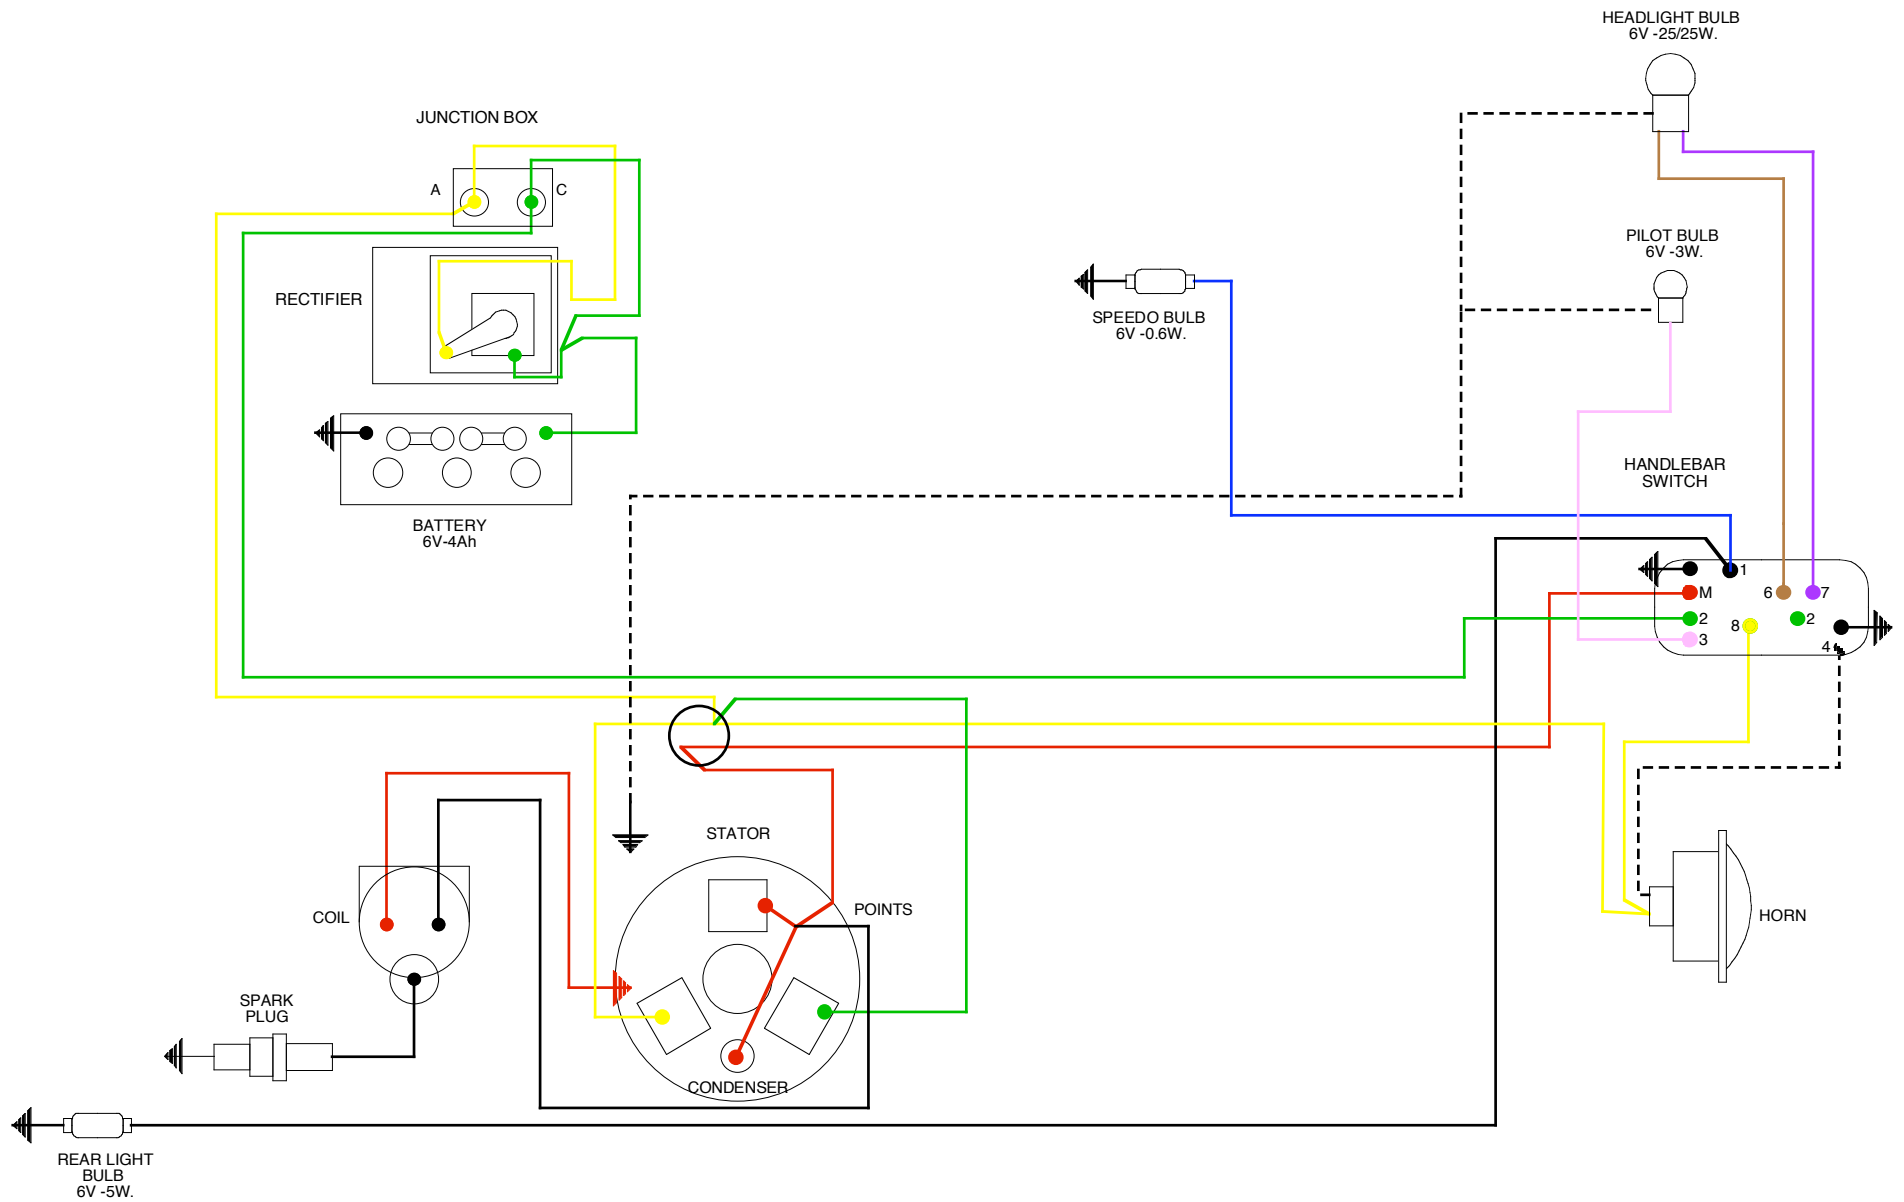 HEADLIGHT BULB
6V -25/25W.
JUNCTION BOX
A
C
PILOT BULB
6V -3W.
RECTIFIER
SPEEDO BULB
6V -0.6W.
HANDLEBAR
SWITCH
BATTERY
6V-4Ah
1
M
6
7
2
8
2
3
4
STATOR
COIL
POINTS
HORN
SPARK
PLUG
CONDENSER
REAR LIGHT
BULB
6V -5W.